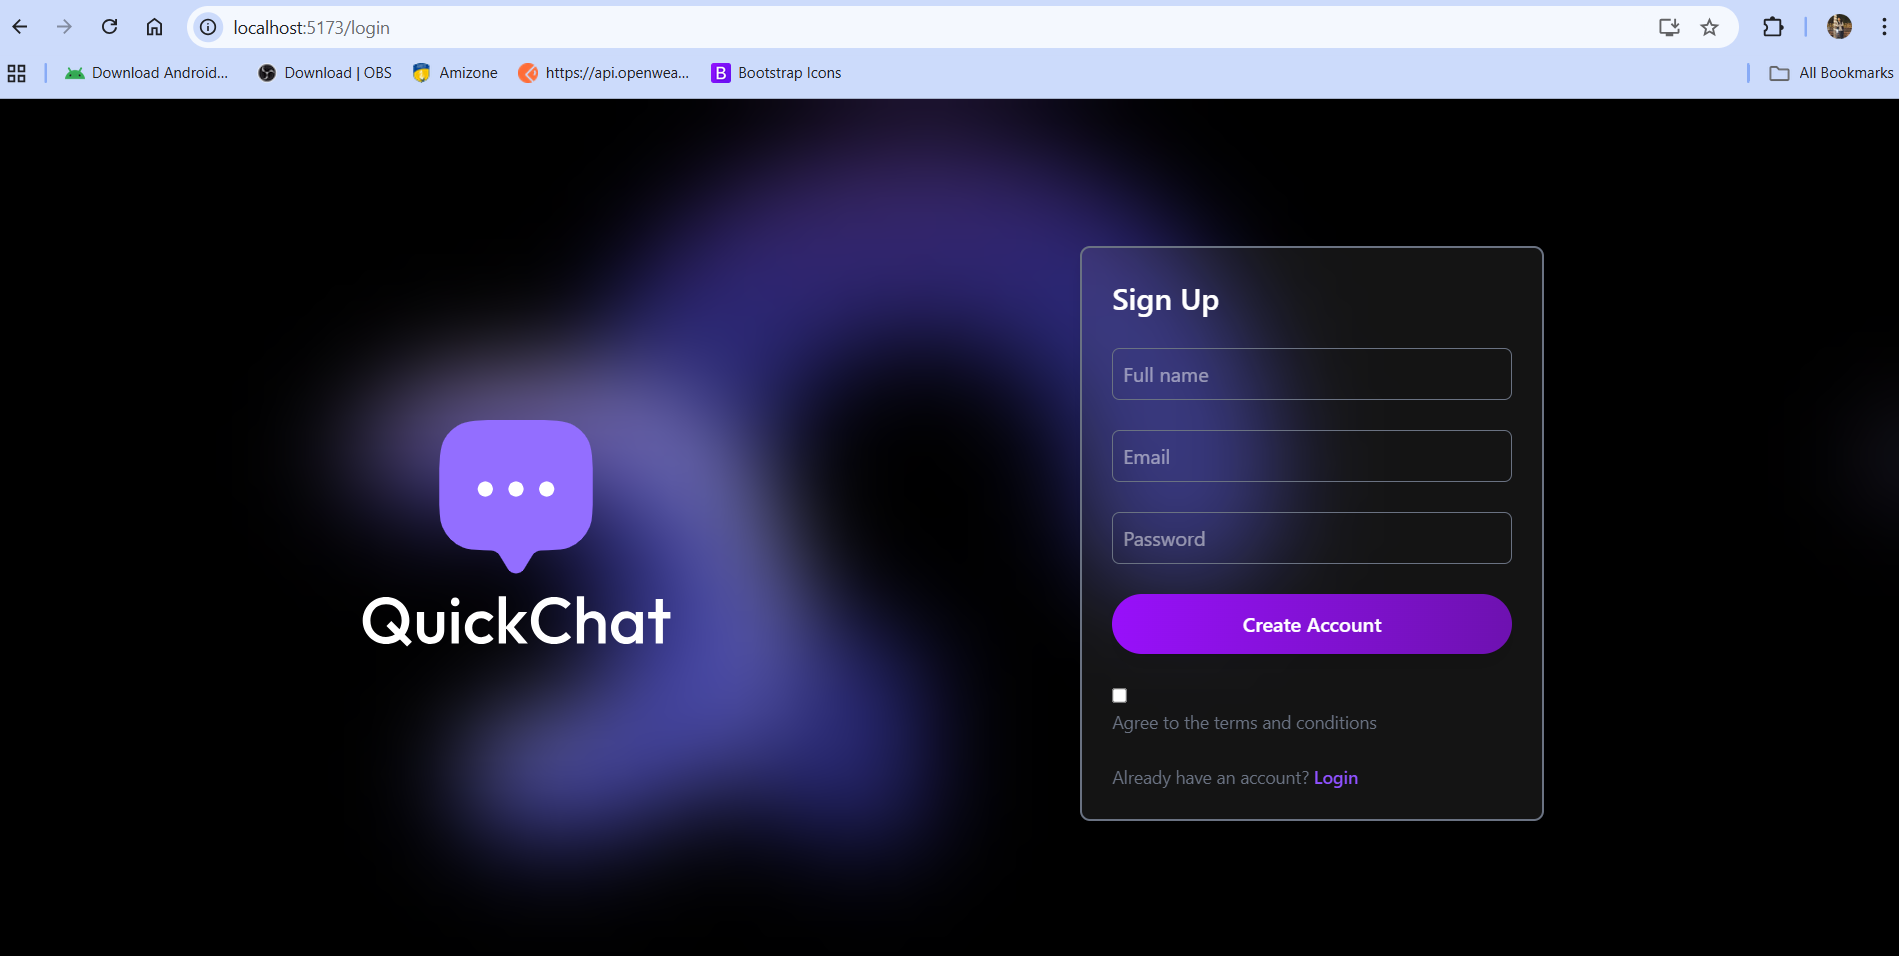 localhost:5173/login
Download Android... Download | OBS Amizone https://api.openwea... B Bootstrap Icons All Bookmarks
Sign Up
Full name
Email
Password
QuickChat
Create Account
Agree to the terms and conditions
Already have an account? Login